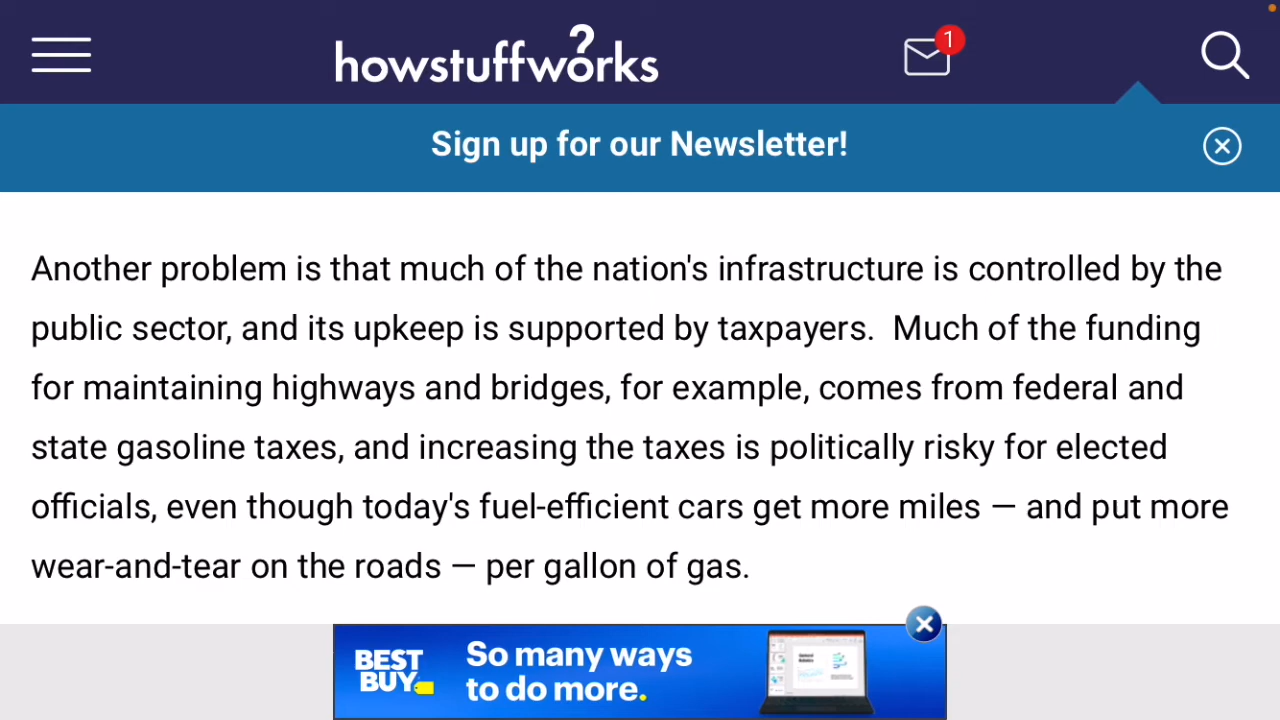 howstuffworks
1
Sign up for our Newsletter!
Another problem is that much of the nation's infrastructure is controlled by the
public sector, and its upkeep is supported by taxpayers.  Much of the funding
for maintaining highways and bridges, for example, comes from federal and
state gasoline taxes, and increasing the taxes is politically risky for elected
officials, even though today's fuel-efficient cars get more miles — and put more
wear-and-tear on the roads — per gallon of gas.
BEST
BUY
So many ways
to do more.